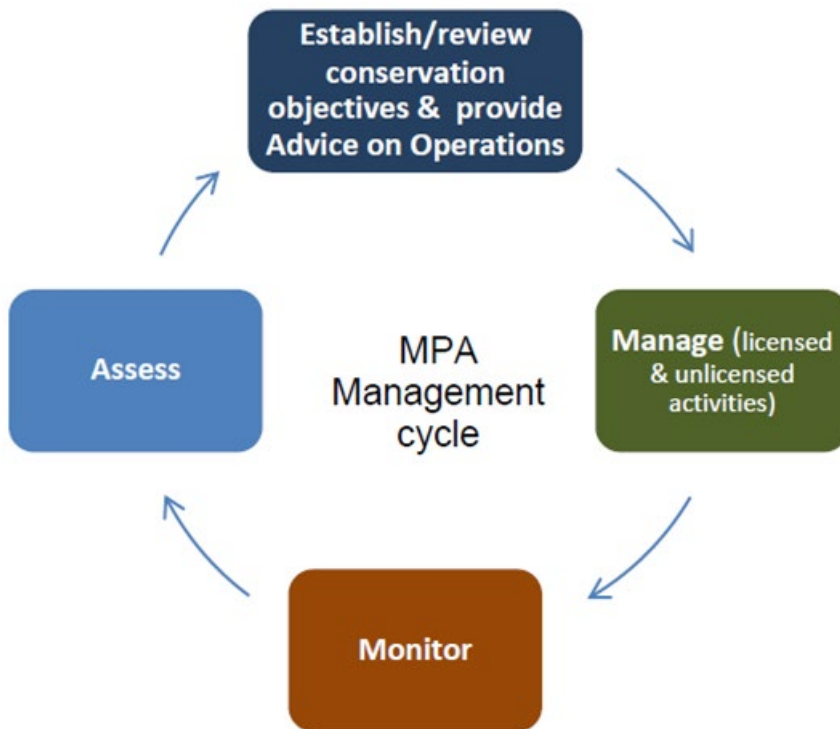 Establish/review
conservation
objectives & provide
Advice on Operations
Manage (licensed
& unlicensed
activities)
Monitor
Assess
MPA
Management
cycle